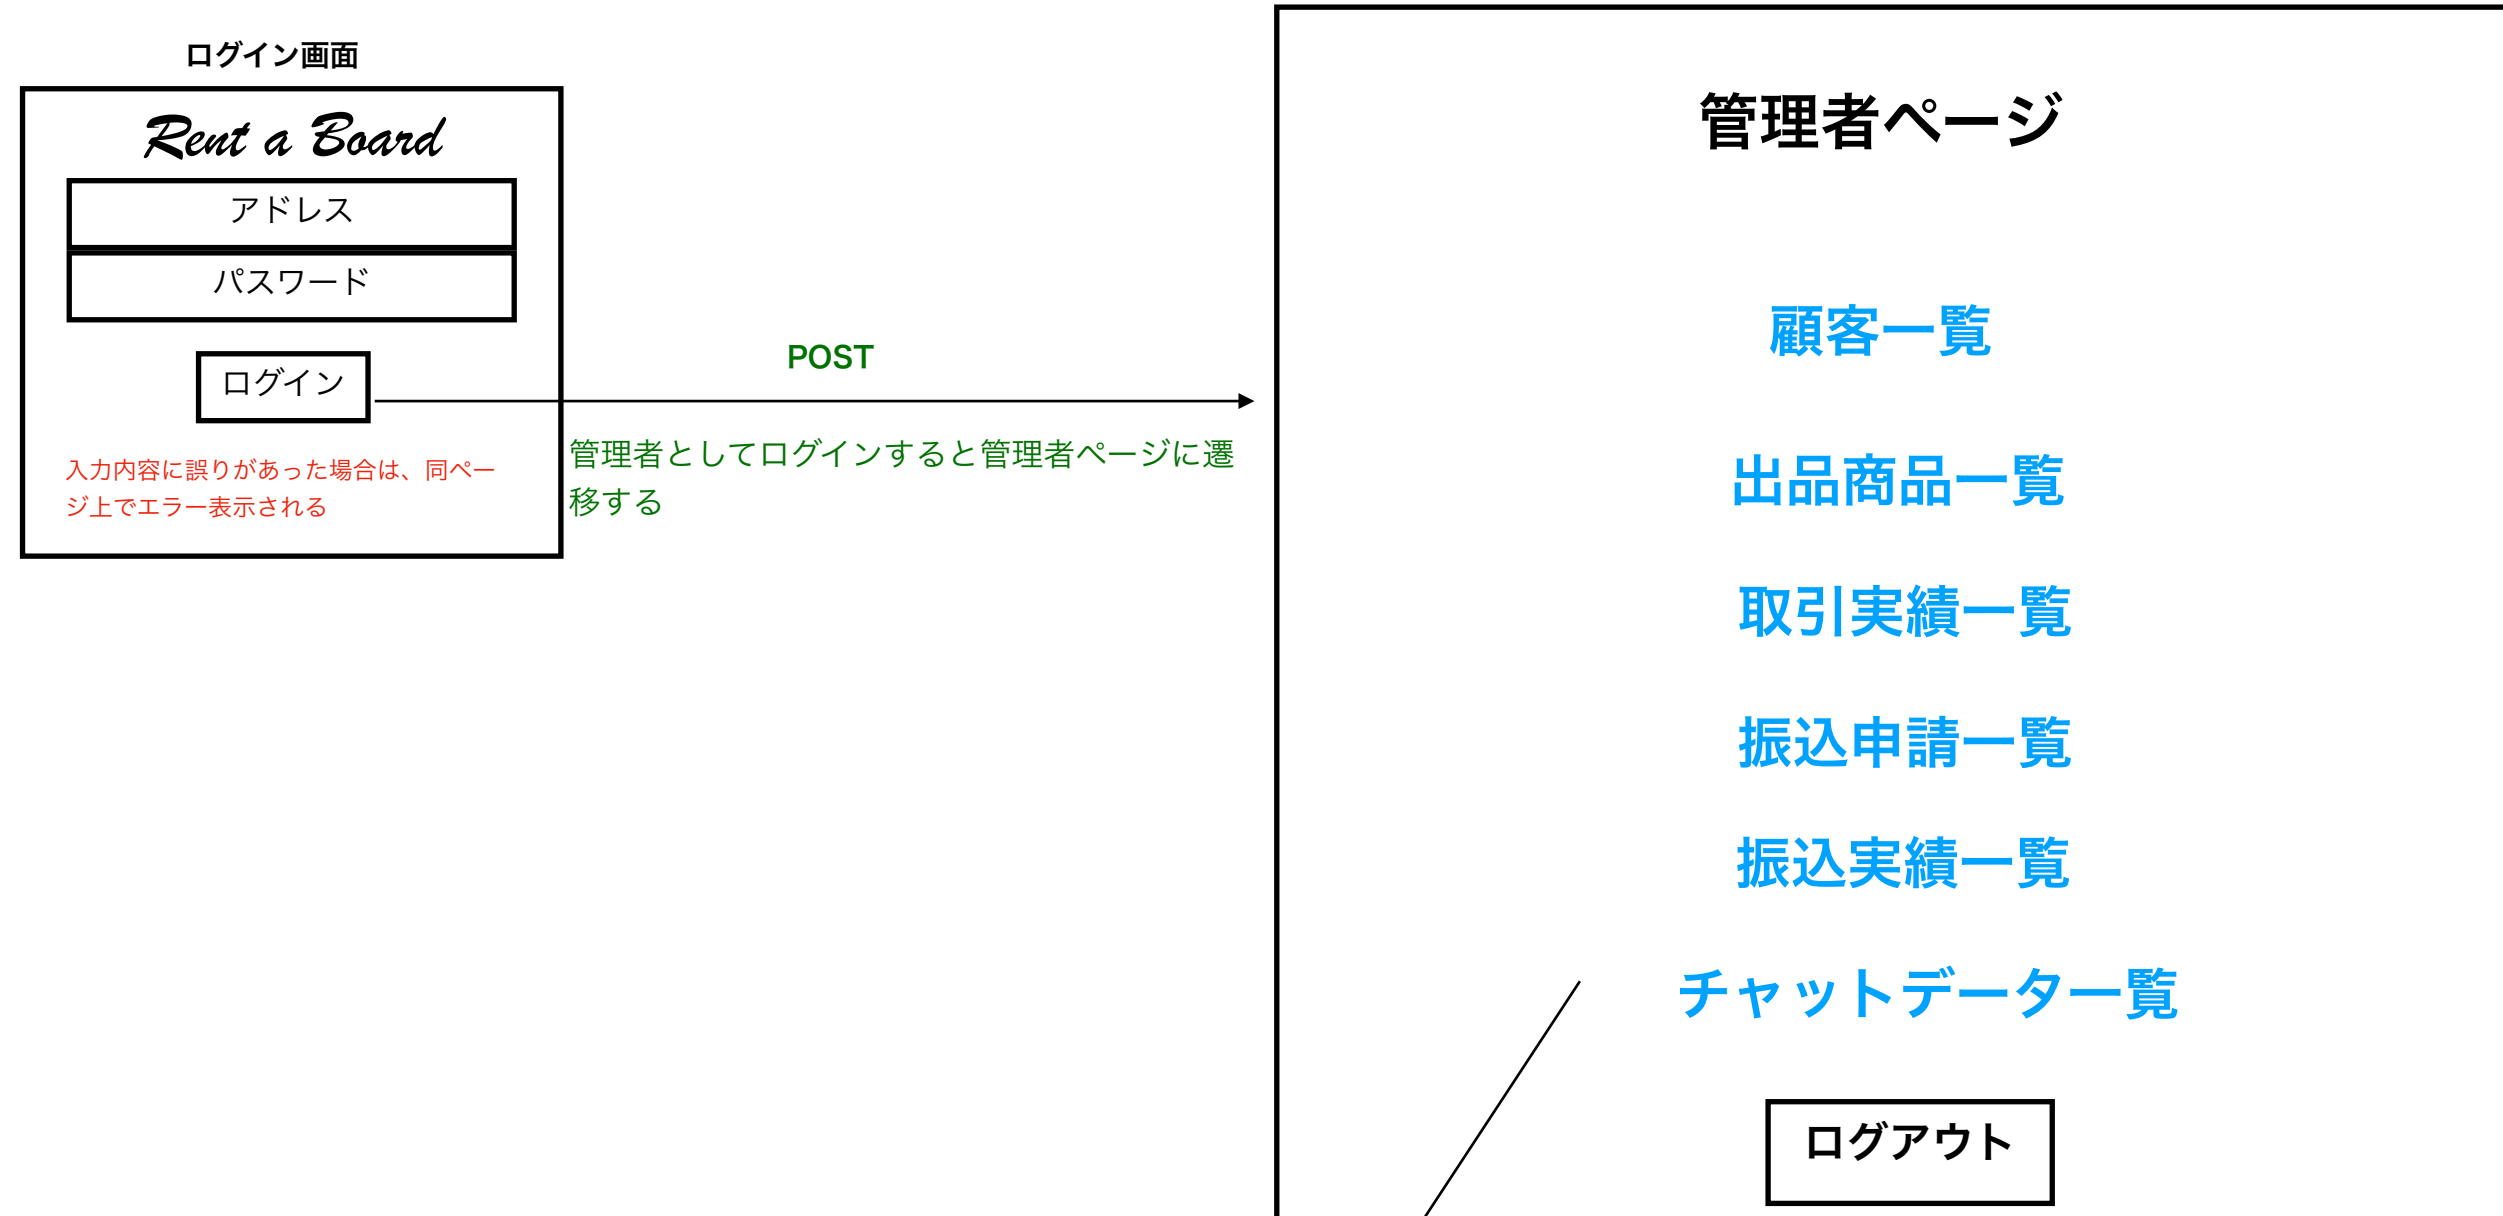 ログイン画面
Rent a Board
アドレス
パスワード
ログイン
入力内容に誤りがあった場合は、同ペー
ジ上でエラー表示される
POST
管理者としてログインすると管理者ページに遷
移する
管理者ページ
顧客一覧
出品商品一覧
取引実績一覧
振込申請一覧
振込実績一覧
チャットデータ一覧
ログアウト